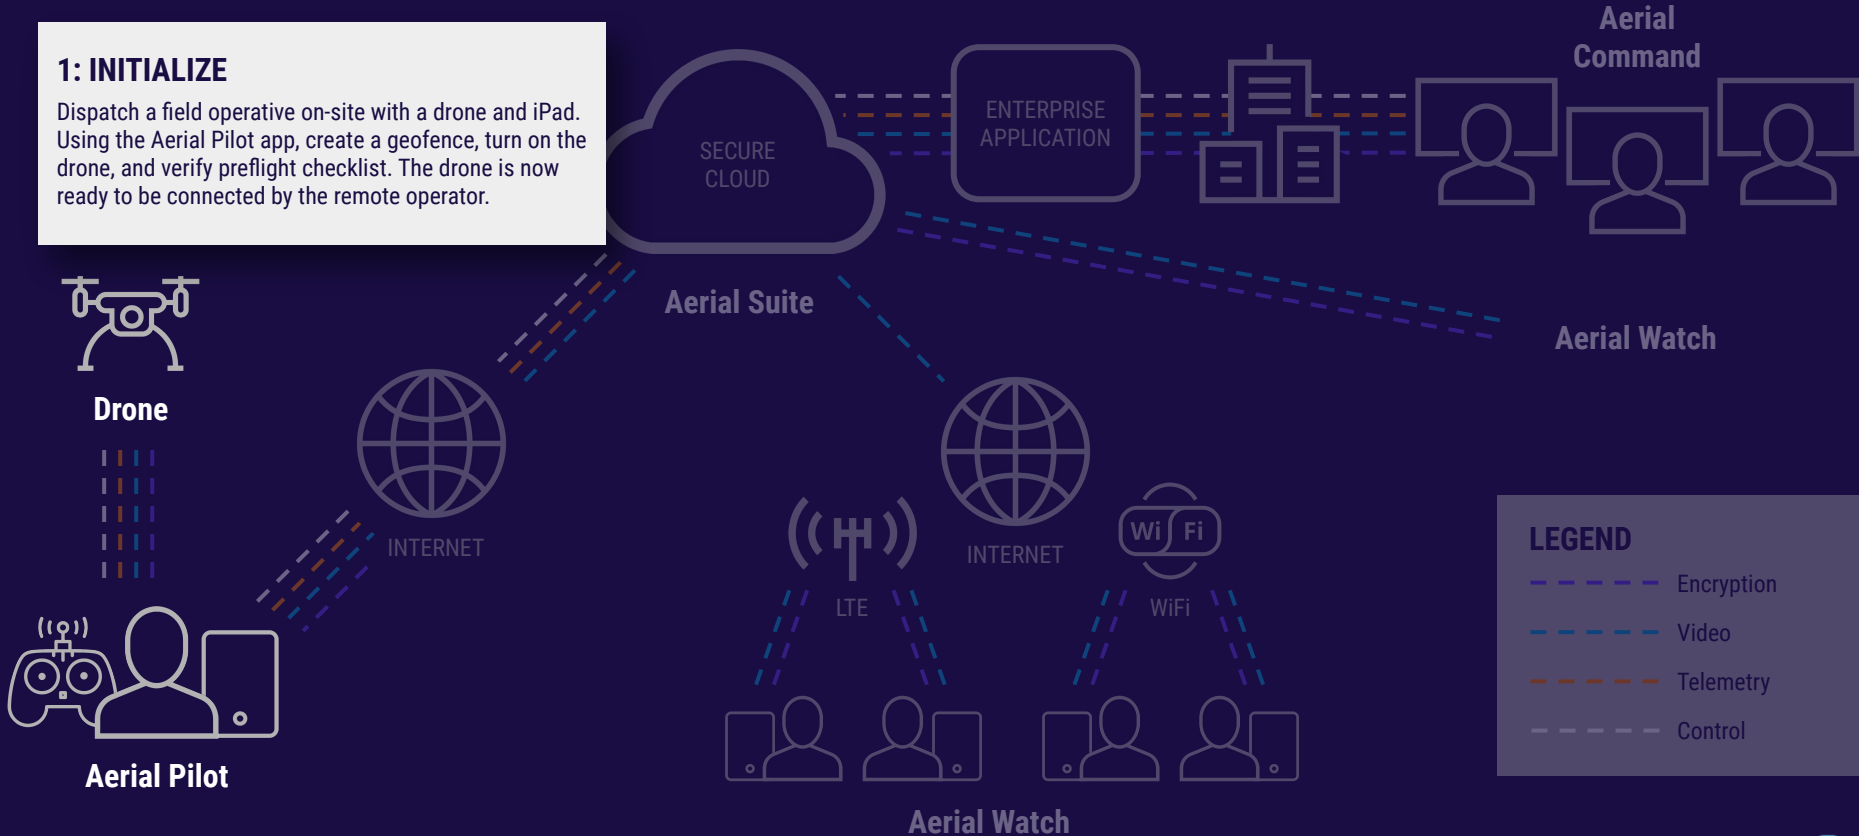 1: INITIALIZE
Dispatch a field operative on-site with a drone and iPad.
Using the Aerial Pilot app, create a geofence, turn on the
drone, and verify preflight checklist. The drone is now
ready to be connected by the remote operator.
SECURE
CLOUD
ENTERPRISE
APPLICATION
Aerial
Command
Aerial Suite
Aerial Watch
Drone
INTERNET
INTERNET
Wi Fi
LTE
WiFi
Aerial Pilot
Aerial Watch
LEGEND
Encryption
Video
Telemetry
Control